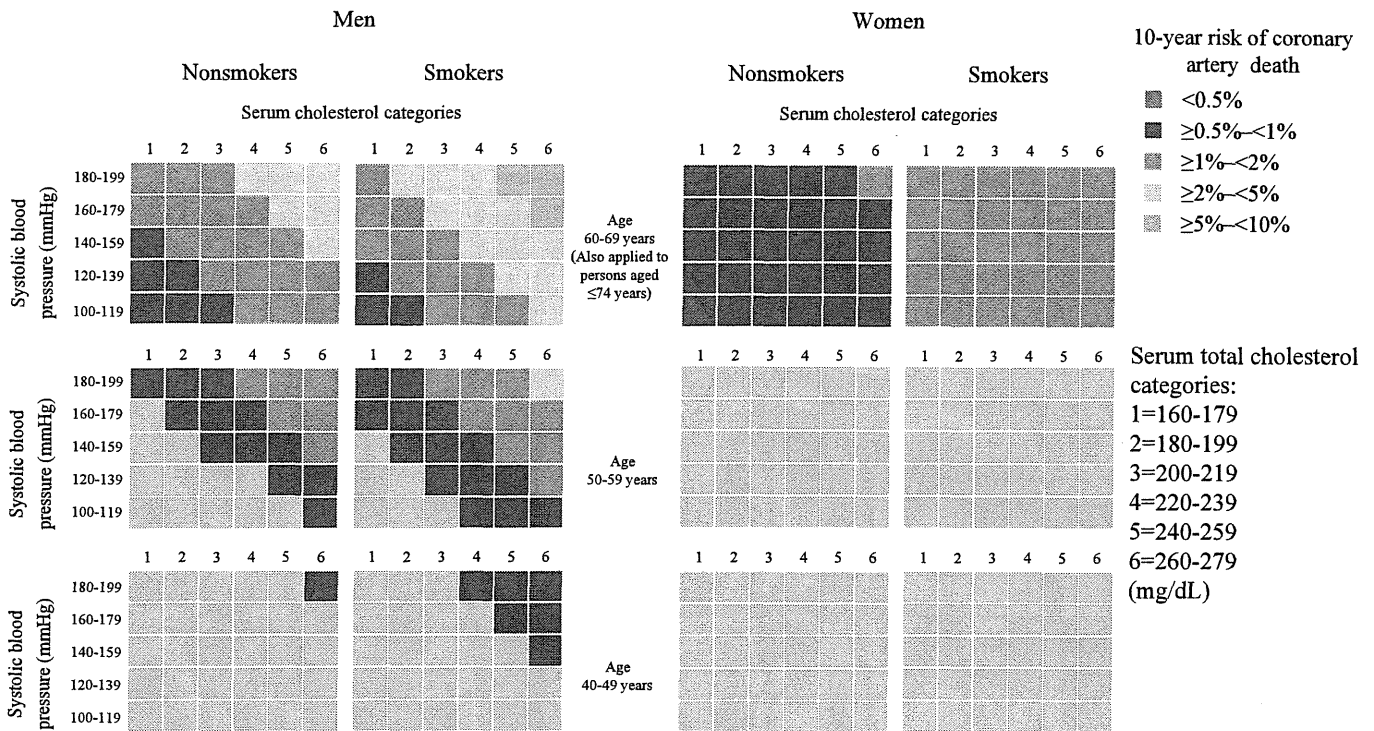 Men
Women
Nonsmokers
Smokers
Nonsmokers
Smokers
10-year risk of coronary
artery death
<0.5%
≥0.5%–<1%
≥1%–<2%
≥2%–<5%
≥5%–<10%
Serum cholesterol categories
Serum cholesterol categories
1 2 3 4 5 6
1 2 3 4 5 6
1 2 3 4 5 6
1 2 3 4 5 6
Systolic blood
pressure (mmHg)
180-199
160-179
140-159
120-139
100-119
Age
60-69 years
(Also applied to
persons aged
≤74 years)
1 2 3 4 5 6
1 2 3 4 5 6
1 2 3 4 5 6
1 2 3 4 5 6
Systolic blood
pressure (mmHg)
180-199
160-179
140-159
120-139
100-119
Age
50-59 years
Serum total cholesterol
categories:
1=160-179
2=180-199
3=200-219
4=220-239
5=240-259
6=260-279
(mg/dL)
1 2 3 4 5 6
1 2 3 4 5 6
1 2 3 4 5 6
1 2 3 4 5 6
Systolic blood
pressure (mmHg)
180-199
160-179
140-159
120-139
100-119
Age
40-49 years